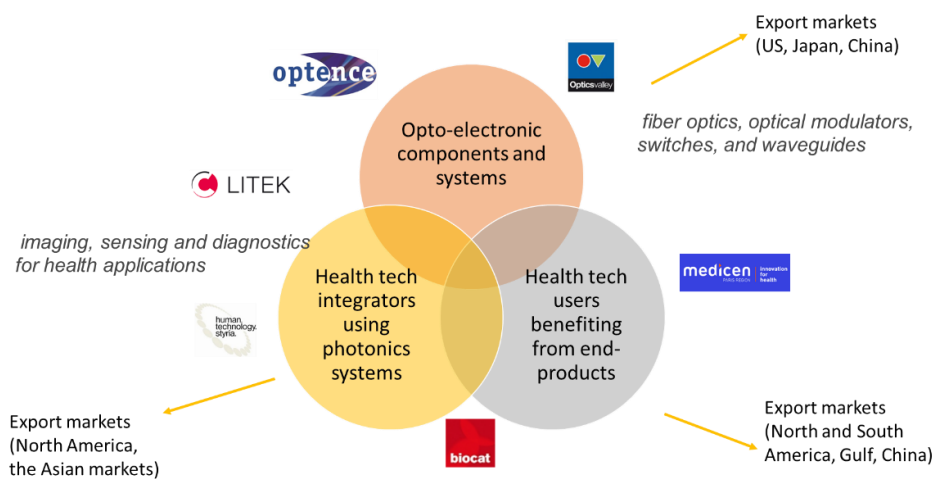 Export markets
(US, Japan, China)
optence
Opticsvalley
Opto-electronic
components and
systems
fiber optics, optical modulators,
switches, and waveguides
LITEK
imaging, sensing and diagnostics
for health applications
medicen
PARIS REGION
innovation
for
health
Health tech
integrators
using
photonics
systems
Health tech
users
benefiting
from end-
products
human.
technology.
styria.
Export markets
(North America,
the Asian markets)
biocat
Export markets
(North and South
America, Gulf, China)